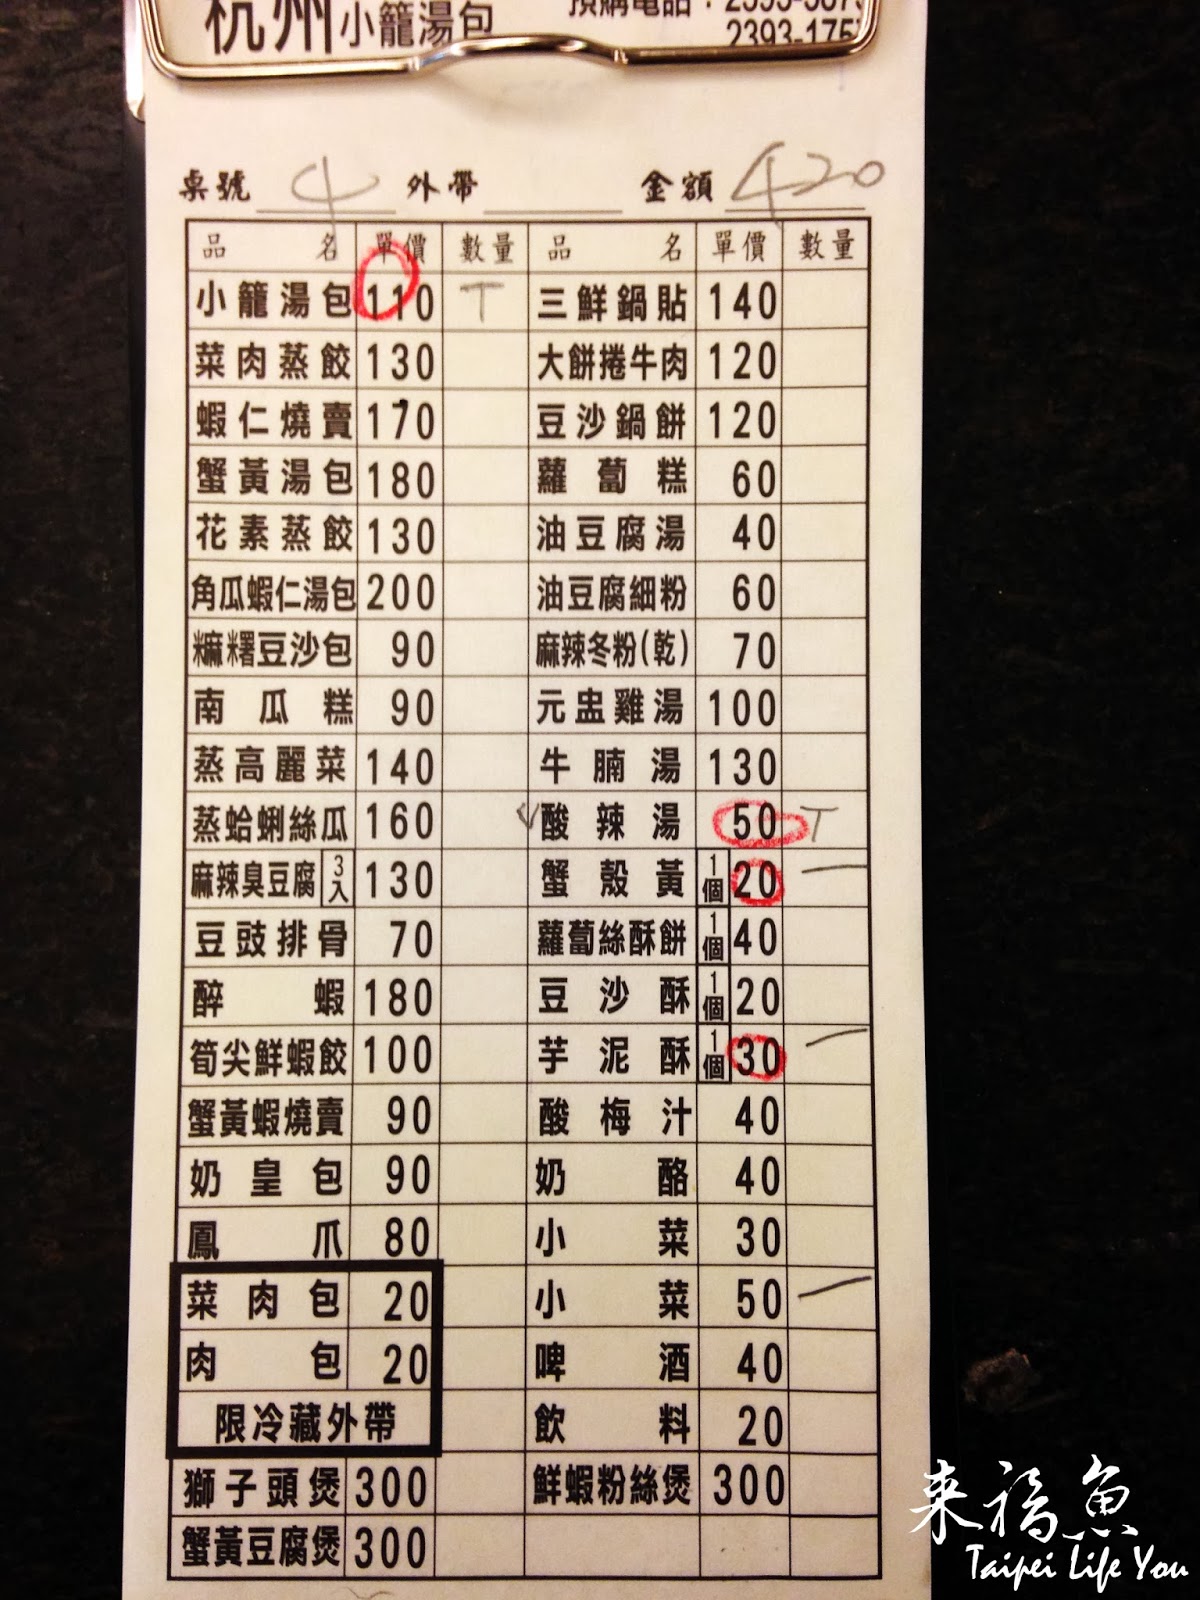 杭州小籠湯包
2393-175
桌號 4 外帶 金額 420
品名 單價 數量 品名 單價 數量
小籠湯包 110 T 三鮮鍋貼 140
菜肉蒸餃 130 大餅捲牛肉 120
蝦仁燒賣 170 豆沙鍋餅 120
蟹黃湯包 180 蘿蔔糕 60
花素蒸餃 130 油豆腐湯 40
角瓜蝦仁湯包 200 油豆腐細粉 60
糜糬豆沙包 90 麻辣冬粉(乾) 70
南瓜糕 90 元盅雞湯 100
蒸高麗菜 140 牛腩湯 130
蒸蛤蜊絲瓜 160 酸辣湯 50 T
麻辣臭豆腐 3入 130 蟹殼黃 1個 20 一
豆豉排骨 70 蘿蔔絲酥餅 1個 40
醉蝦 180 豆沙酥 1個 20
筍尖鮮蝦餃 100 芋泥酥 1個 30 一
蟹黃蝦燒賣 90 酸梅汁 40
奶皇包 90 奶酪 40
鳳爪 80 小菜 30
菜肉包 20 小菜 50 一
肉包 20 啤酒 40
限冷藏外帶 飲料 20
獅子頭煲 300 鮮蝦粉絲煲 300
蟹黃豆腐煲 300
来福魚
Taipei Life You